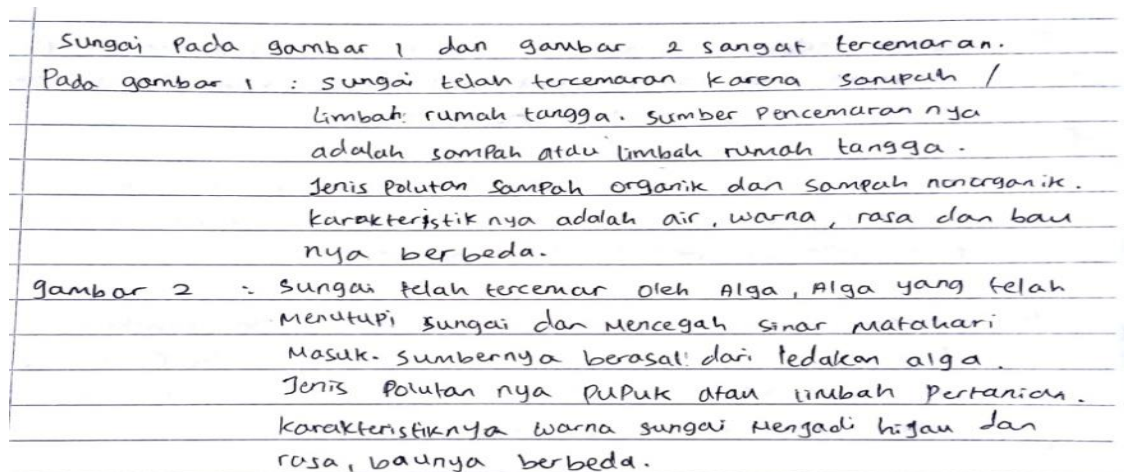 Sungai Pada gambar 1 dan gambar 2 sangat tercemaran.
Pada gambar 1 : sungai telah tercemaran karena sampah /
Limbah rumah tangga. sumber Pencemaran nya
adalah sampah atau limbah rumah tangga.
Jenis Polutan sampah organik dan sampah nonorganik.
karakteristik nya adalah air, warna, rasa dan bau
nya berbeda.
gambar 2 : Sungai telah tercemar oleh Alga, Alga yang telah
Menutupi sungai dan Mencegah sinar Matahari
Masuk. Sumbernya berasal dari ledakan alga.
Jenis Polutan nya PuPuk atau limbah Pertanian.
karakteristiknya warna sungai Menjadi hijau dan
rasa, baunya berbeda.